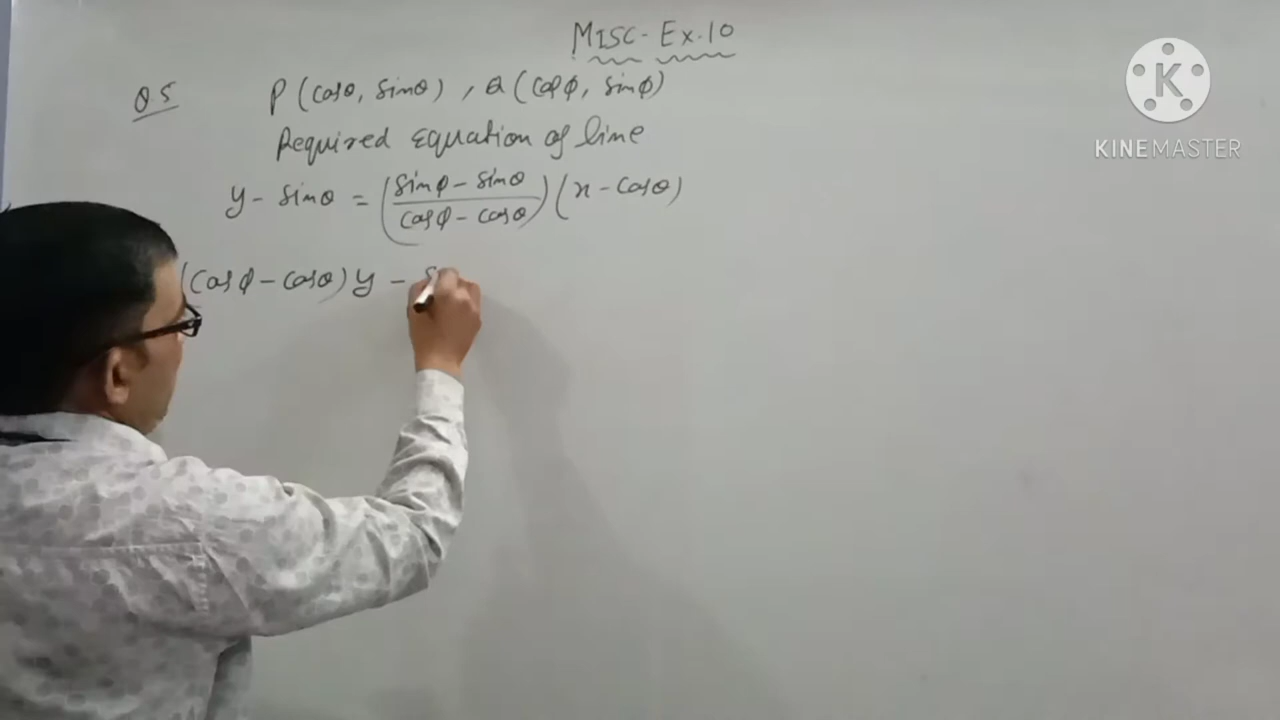 MISC- Ex.10
Q5 P (cosθ, sinθ), Q (cosϕ, sinϕ)
Required equation of line
y - sinθ = (sinϕ - sinθ / cosϕ - cosθ) (x - cosθ)
(cosϕ - cosθ) y - S
K
KINEMASTER